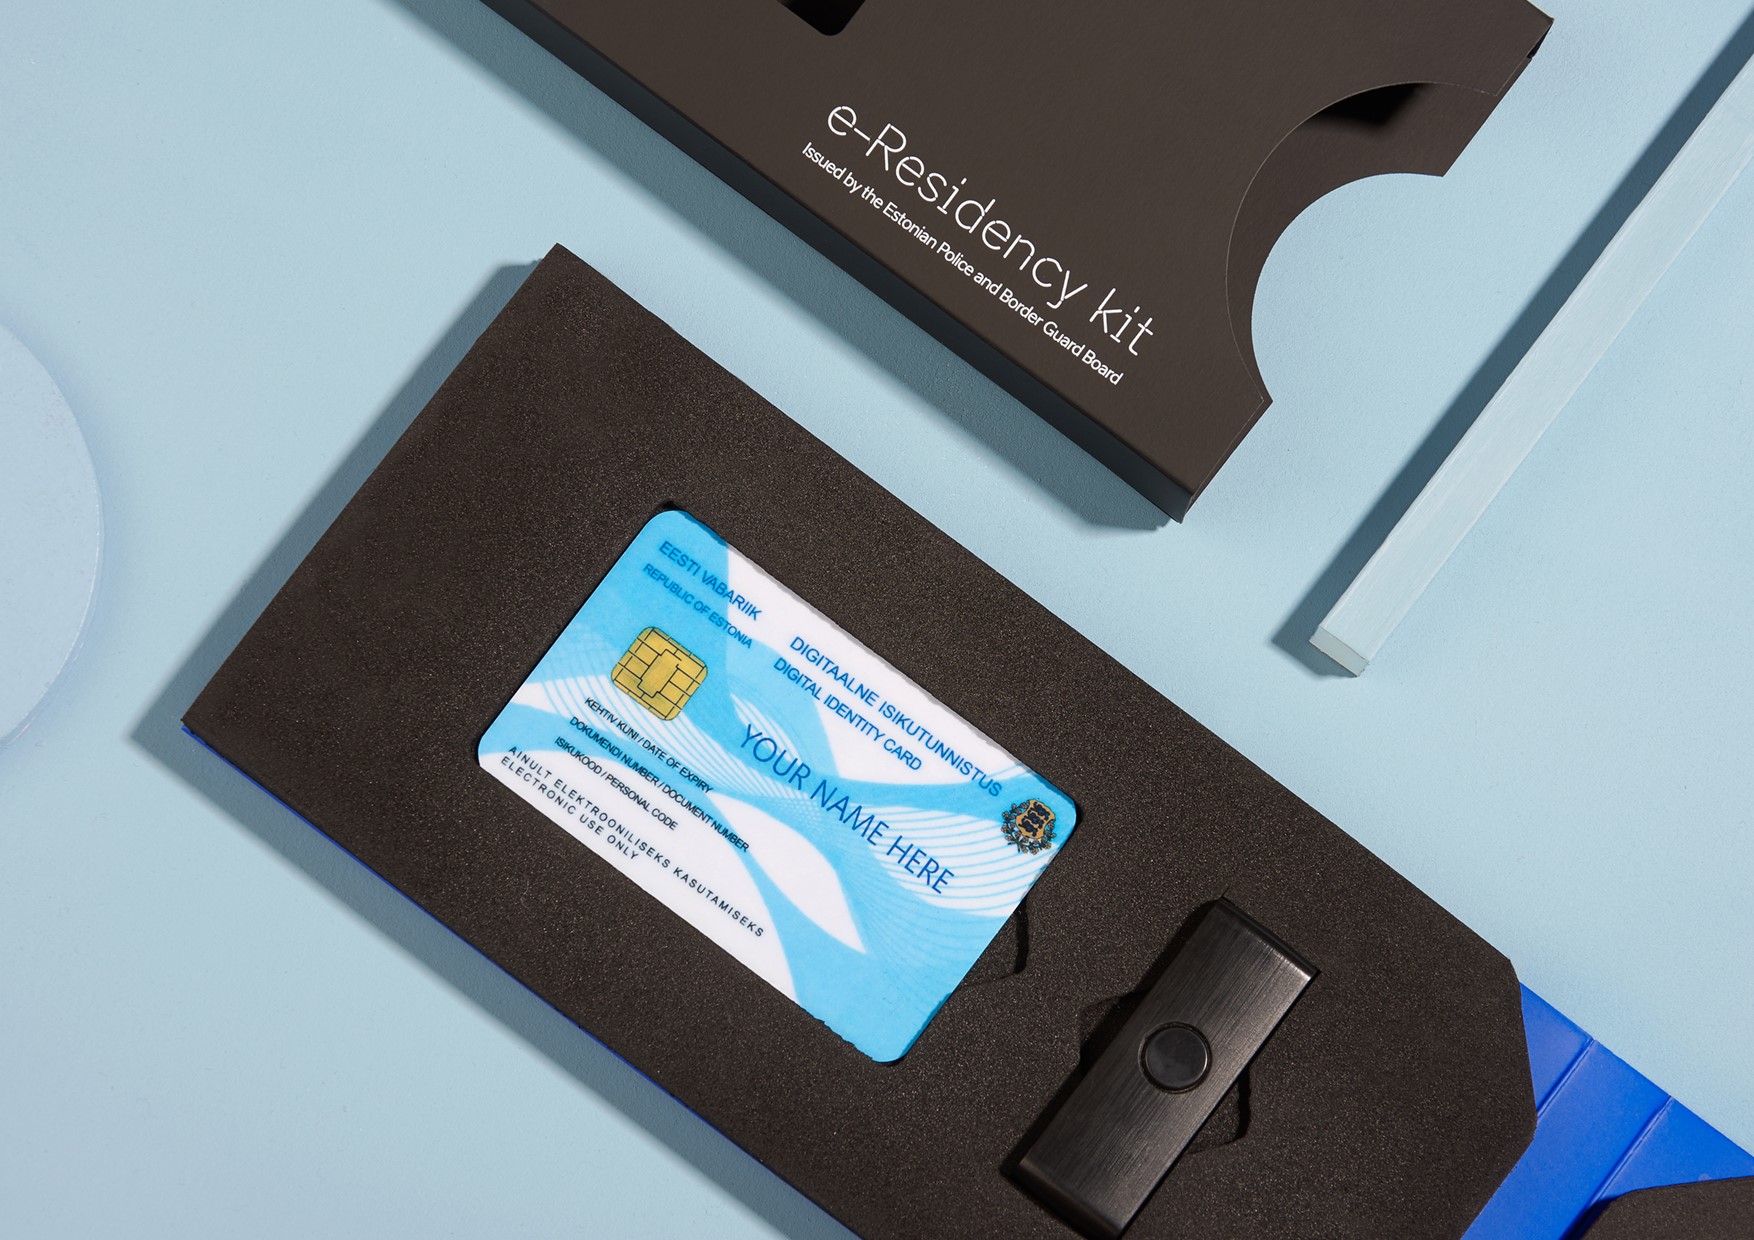 e-Residency kit
Issued by the Estonian Police and Border Guard Board
EESTI VABARIIK
REPUBLIC OF ESTONIA
DIGITAALNE ISIKUTUNNISTUS
DIGITAL IDENTITY CARD
YOUR NAME HERE
KEHTIV KUNI / DATE OF EXPIRY
DOKUMENDI NUMBER / DOCUMENT NUMBER
ISIKUKOOD / PERSONAL CODE
AINULT ELEKTROONILISEKS KASUTAMISEKS
ELECTRONIC USE ONLY